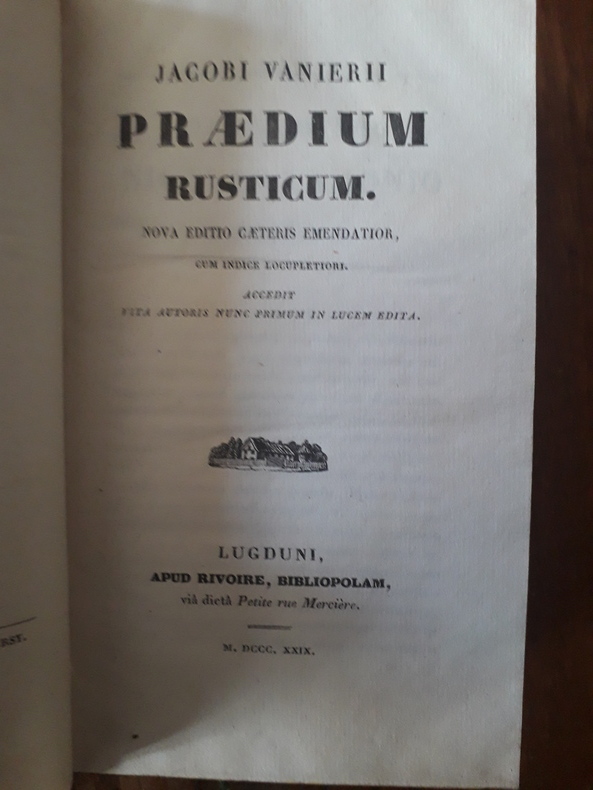 JACOBI VANIERII
PRÆDIUM
RUSTICUM.
NOVA EDITIO CÆTERIS EMENDATIOR,
CUM INDICE LOCUPLETIORI.
ACCEDIT
VITA AUTORIS NUNC PRIMUM IN LUCEM EDITA.
LUGDUNI,
APUD RIVOIRE, BIBLIOPOLAM,
viâ dictâ Petite rue Mercière.
M. DCCC. XXIX.